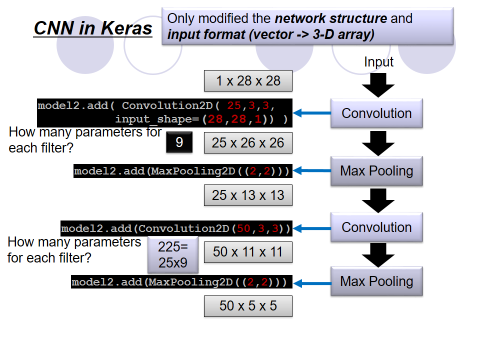 CNN in Keras
Only modified the network structure and
input format (vector -> 3-D array)
Input
1 x 28 x 28
model2.add( Convolution2D( 25,3,3,
input_shape=(28,28,1)) )
Convolution
How many parameters for
each filter?
9
25 x 26 x 26
model2.add(MaxPooling2D((2,2)))
Max Pooling
25 x 13 x 13
model2.add(Convolution2D(50,3,3))
Convolution
How many parameters
for each filter?
225=
25x9
50 x 11 x 11
model2.add(MaxPooling2D((2,2)))
Max Pooling
50 x 5 x 5